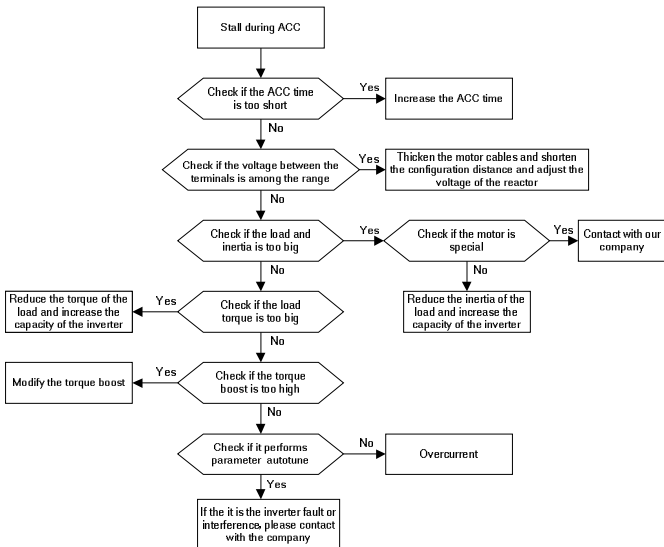 Stall during ACC
Check if the ACC time
is too short
Yes
Increase the ACC time
No
Check if the voltage between the
terminals is among the range
Yes
Thicken the motor cables and shorten
the configuration distance and adjust the
voltage of the reactor
No
Check if the load and
inertia is too big
Yes
Check if the motor is
special
Yes
Contact with our
company
No
No
Reduce the torque of the
load and increase the
capacity of the inverter
Yes
Check if the load
torque is too big
Reduce the inertia of the
load and increase the
capacity of the inverter
No
Modify the torque boost
Yes
Check if the torque
boost is too high
No
Check if it performs
parameter autotune
No
Overcurrent
Yes
If the it is the inverter fault or
interference, please contact
with the company